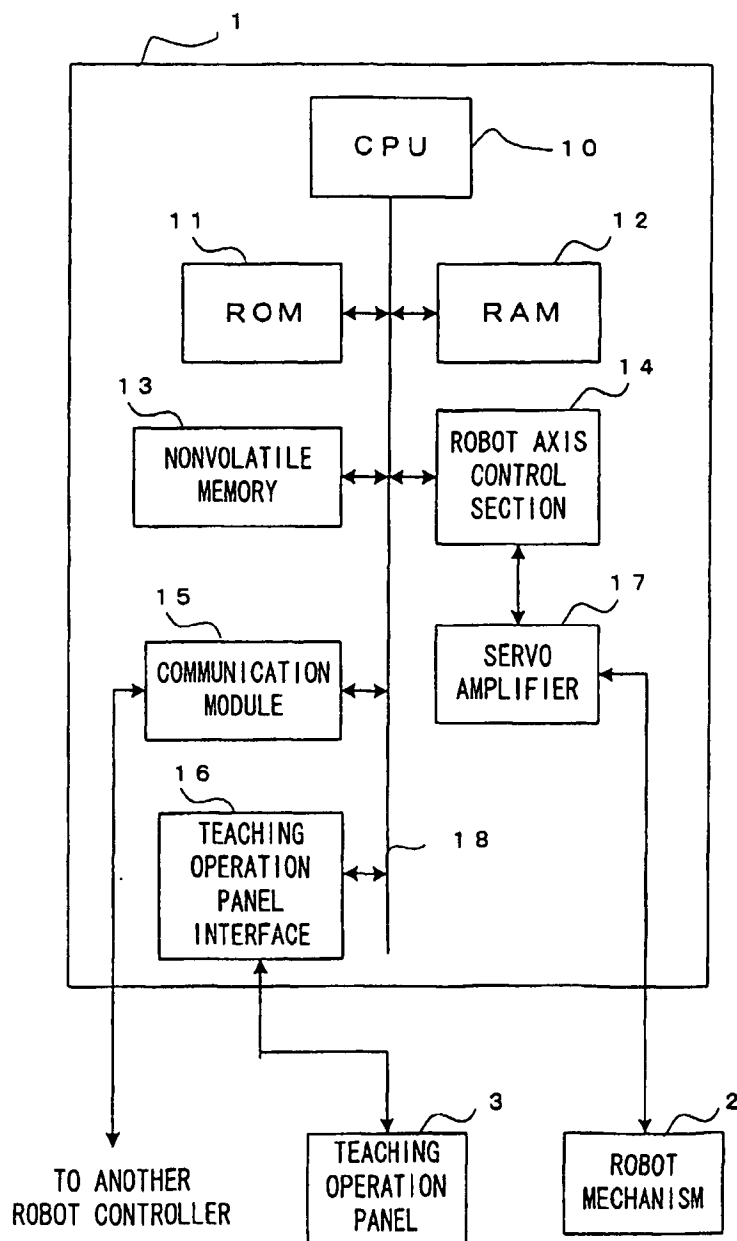 1
CPU
10
11
12
ROM
RAM
13
14
NONVOLATILE
MEMORY
ROBOT AXIS
CONTROL
SECTION
15
17
COMMUNICATION
MODULE
SERVO
AMPLIFIER
16
18
TEACHING
OPERATION
PANEL
INTERFACE
3
2
TO ANOTHER
ROBOT CONTROLLER
TEACHING
OPERATION
PANEL
ROBOT
MECHANISM